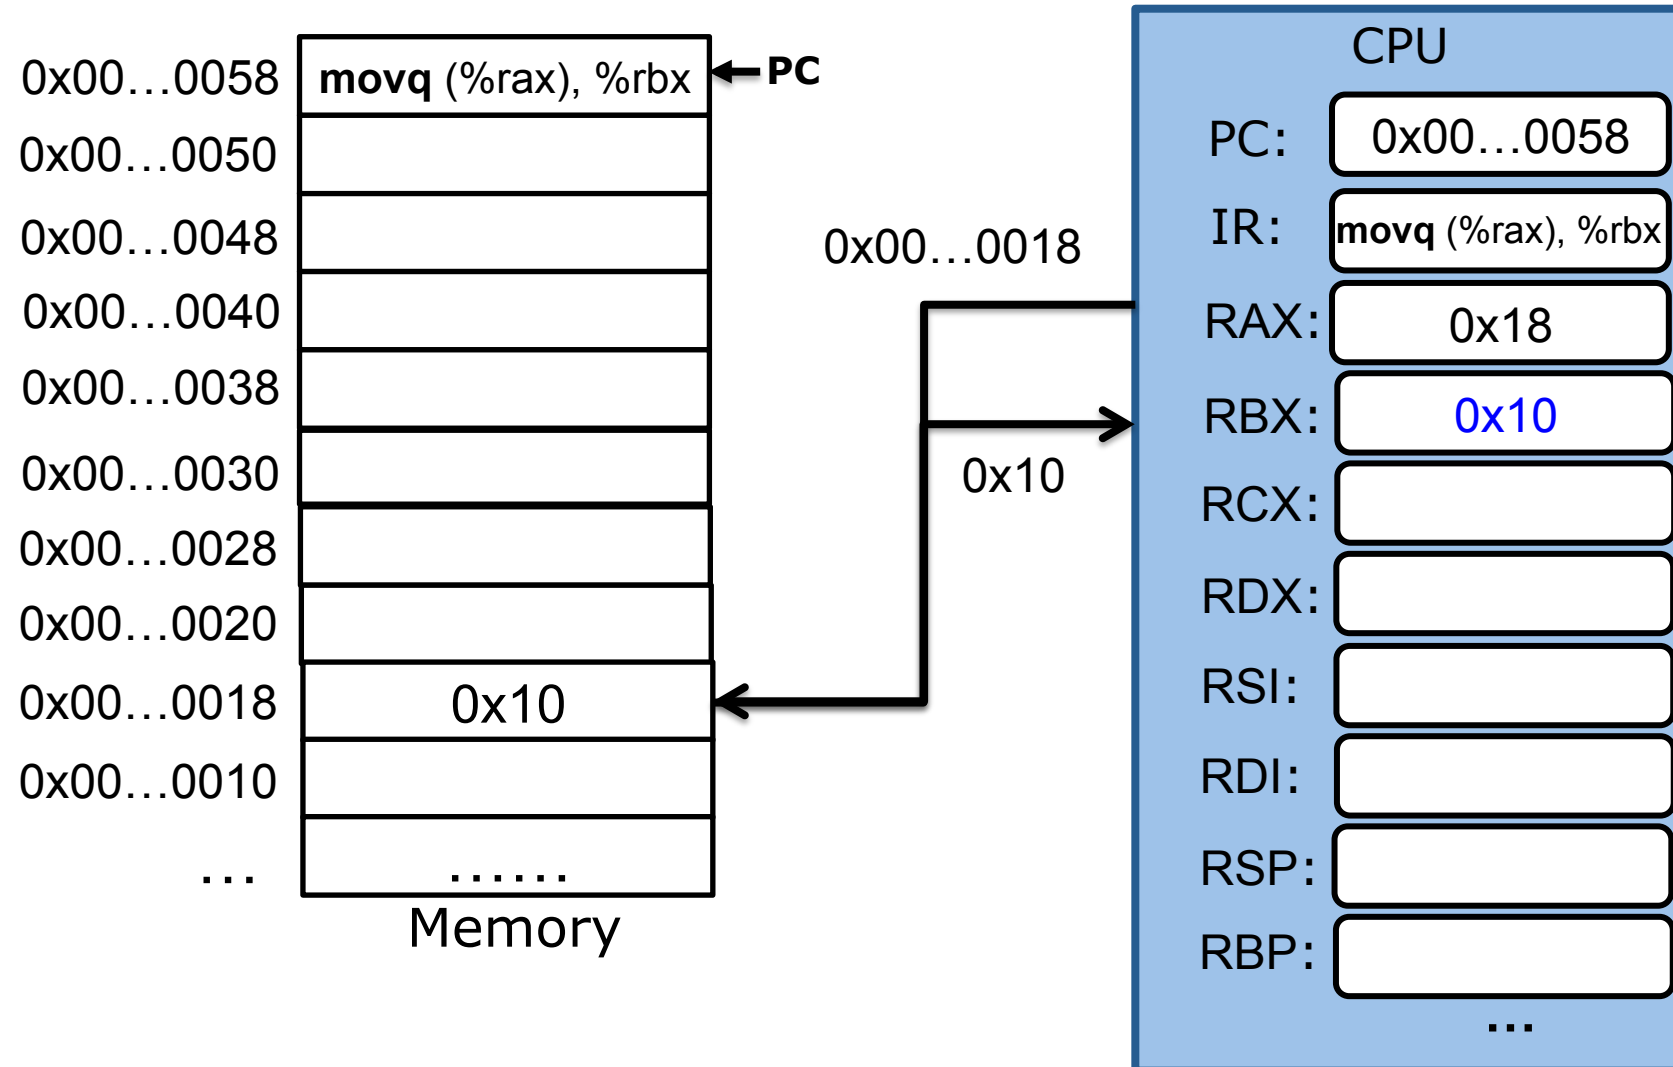 0x00…0058
movq (%rax), %rbx
PC
0x00…0050
0x00…0048
0x00…0040
0x00…0038
0x00…0030
0x00…0028
0x00…0020
0x00…0018
0x10
0x00…0010
…
……
Memory
0x00…0018
0x10
CPU
PC:
0x00…0058
IR:
movq (%rax), %rbx
RAX:
0x18
RBX:
0x10
RCX:
RDX:
RSI:
RDI:
RSP:
RBP:
…